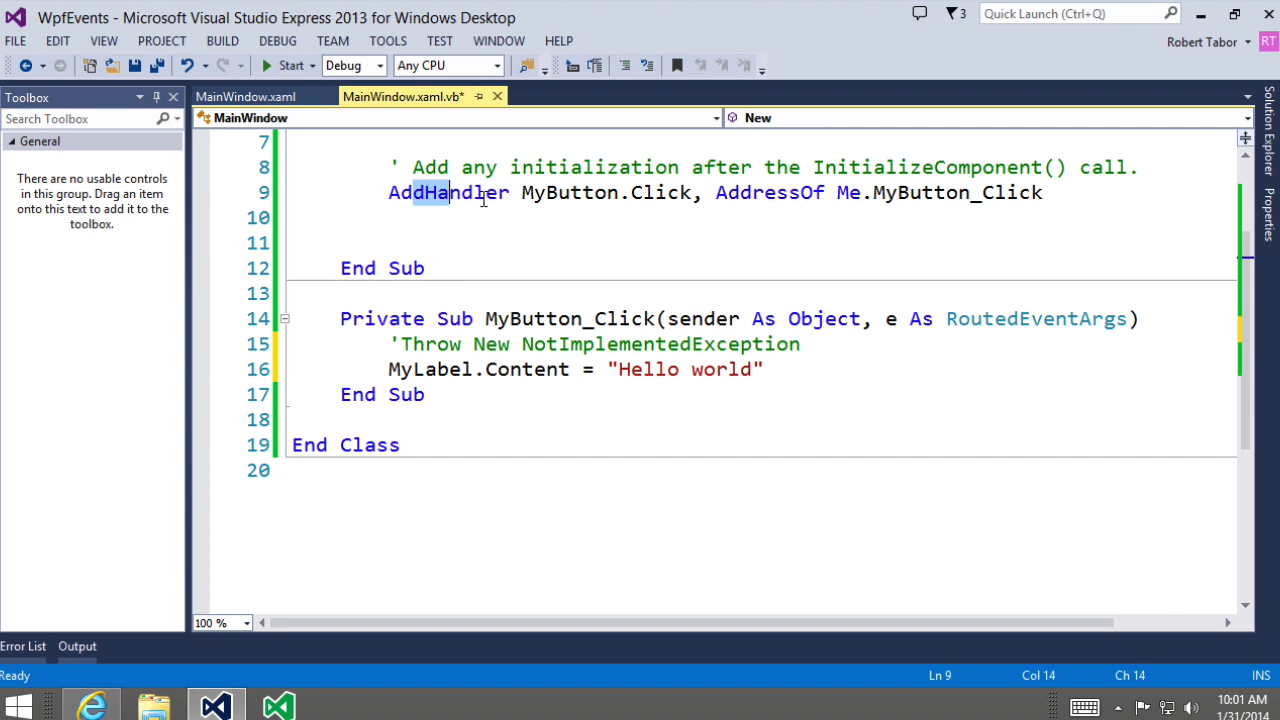 WpfEvents - Microsoft Visual Studio Express 2013 for Windows Desktop
3
Quick Launch (Ctrl+Q)
FILE EDIT VIEW PROJECT BUILD DEBUG TEAM TOOLS TEST WINDOW HELP
Robert Tabor
RT
Start Debug Any CPU
Toolbox
MainWindow.xaml MainWindow.xaml.vb*
Search Toolbox
MainWindow New
General
There are no usable controls
in this group. Drag an item
onto this text to add it to the
toolbox.
7
8 ' Add any initialization after the InitializeComponent() call.
9 AddHandler MyButton.Click, AddressOf Me.MyButton_Click
10
11
12 End Sub
13
14 Private Sub MyButton_Click(sender As Object, e As RoutedEventArgs)
15 'Throw New NotImplementedException
16 MyLabel.Content = "Hello world"
17 End Sub
18
19 End Class
20
Solution Explorer
Properties
100 %
Error List Output
Ready Ln 9 Col 14 Ch 14 INS
10:01 AM
1/31/2014